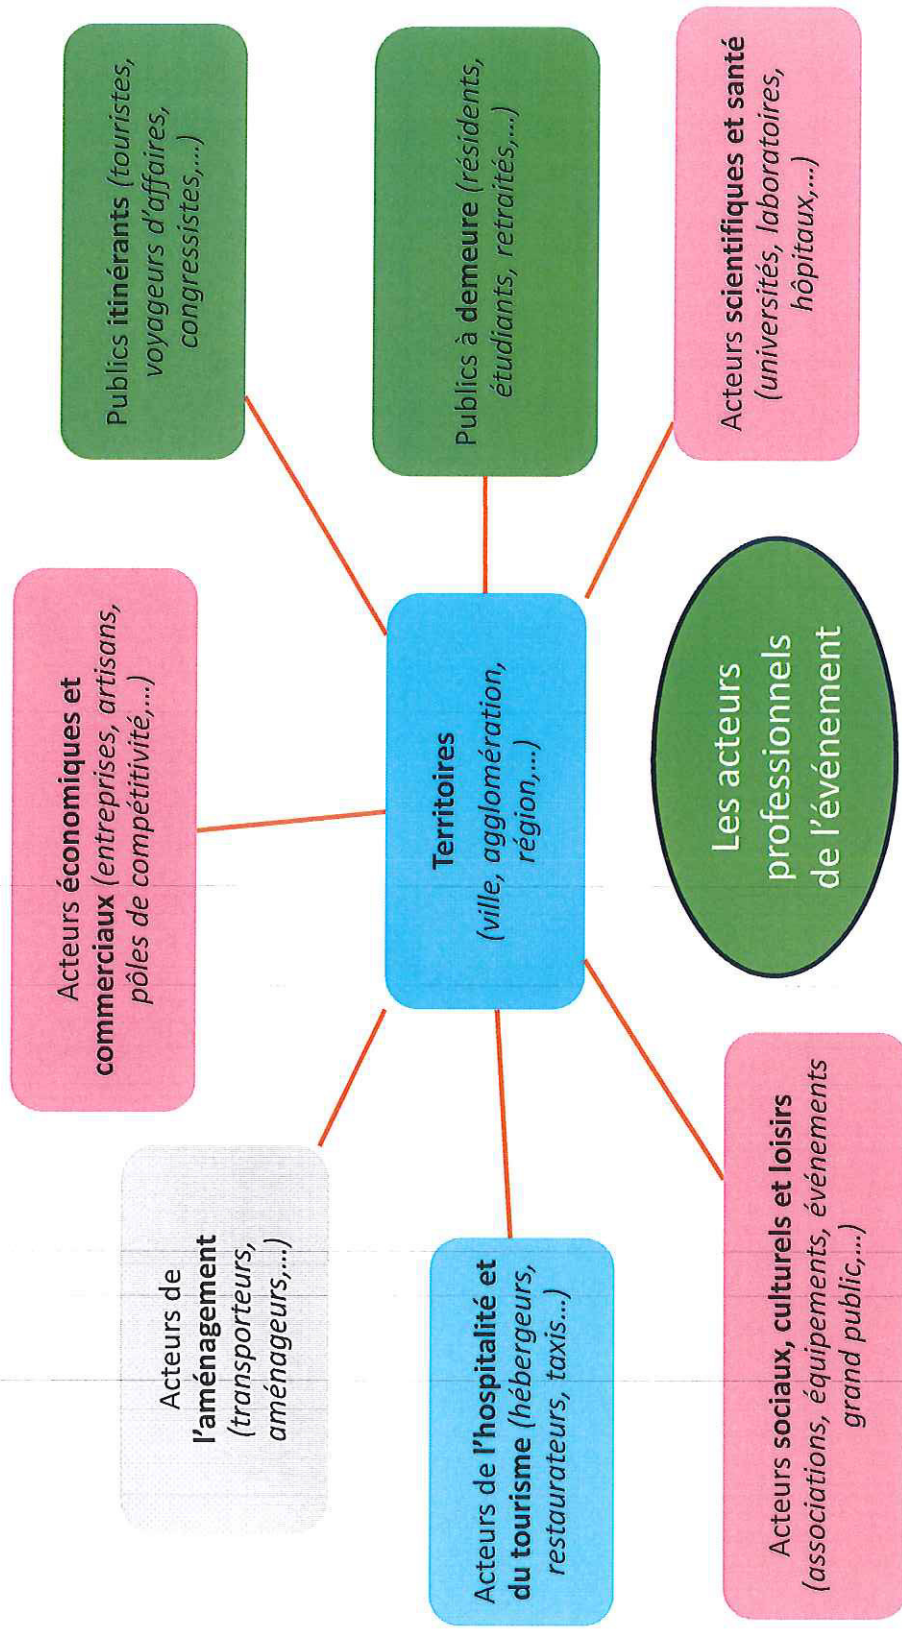 Acteurs de
l'aménagement
(transporteurs,
aménageurs,...)
Acteurs économiques et
commerciaux (entreprises, artisans,
pôles de compétitivité,...)
Publics itinérants (touristes,
voyageurs d'affaires,
congressistes,...)
Acteurs de l'hospitalité et
du tourisme (hébergeurs,
restaurateurs, taxis...)
Territoires
(ville, agglomération,
région,...)
Publics à demeure (résidents,
étudiants, retraités,...)
Acteurs sociaux, culturels et loisirs
(associations, équipements, événements
grand public,...)
Les acteurs
professionnels
de l'événement
Acteurs scientifiques et santé
(universités, laboratoires,
hôpitaux,...)